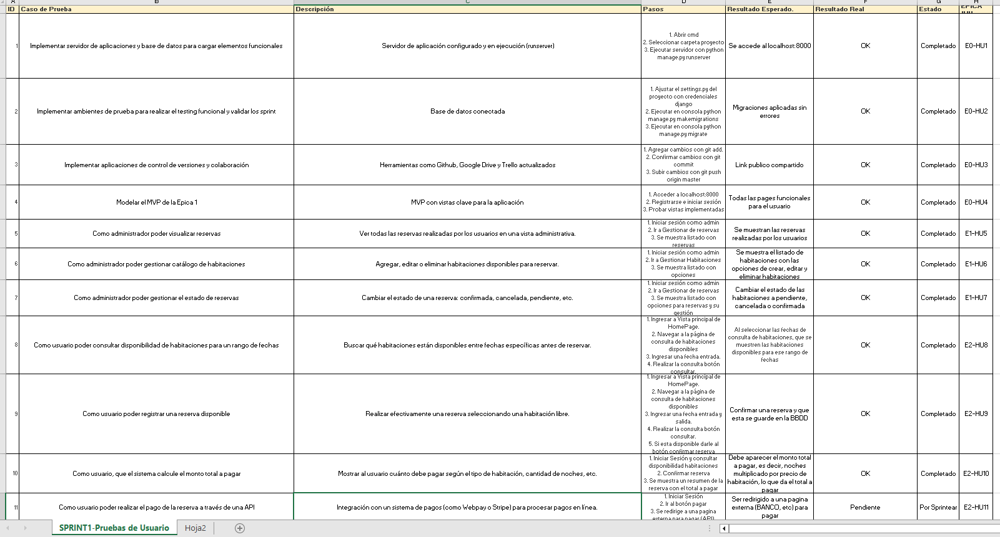 A B C D E F G H
ID Caso de Prueba Descripción Pasos Resultado Esperado. Resultado Real Estado EPICA
1 Implementar servidor de aplicaciones y base de datos para cargar elementos funcionales Servidor de aplicación configurado y en ejecución (runserver)
1. Abrir cmd
2. Seleccionar carpeta proyecto
3. Ejecutar servidor con python
manage.py runserver
Se accede al localhost:8000 OK Completado E0-HU1
2 Implementar ambientes de prueba para realizar el testing funcional y validar los sprint Base de datos conectada
1. Ajustar el settings.py del
proyecto con credenciales
django
2. Ejecutar en consola python
manage.py makemigrations
3. Ejecutar en consola python
manage.py migrate
Migraciones aplicadas sin
errores
OK Completado E0-HU2
3 Implementar aplicaciones de control de versiones y colaboración Herramientas como Github, Google Drive y Trello actualizados
1. Agregar cambios con git add.
2. Confirmar cambios con git
commit
3. Subir cambios con git push
origin master
Link publico compartido OK Completado E0-HU3
4 Modelar el MVP de la Epica 1 MVP con vistas clave para la aplicación
1. Acceder a localhost:8000
2. Registrarse e iniciar sesión
3. Probar vistas implementadas
Todas las pages funcionales
para el usuario
OK Completado E0-HU4
5 Como administrador poder visualizar reservas Ver todas las reservas realizadas por los usuarios en una vista administrativa.
1. Iniciar sesión como admin
2. Ir a Gestionar de reservas
3. Se muestra listado con
reservas
Se muestran las reservas
realizadas por los usuarios
OK Completado E1-HU5
6 Como administrador poder gestionar catálogo de habitaciones Agregar, editar o eliminar habitaciones disponibles para reservar.
1. Iniciar sesión como admin
2. Ir a Gestionar Habitaciones
3. Se muestra listado con
opciones
Se muestra el listado de
habitaciones con las
opciones de crear, editar y
eliminar habitaciones
OK Completado E1-HU6
7 Como administrador poder gestionar el estado de reservas Cambiar el estado de una reserva: confirmada, cancelada, pendiente, etc.
1. Iniciar sesión como admin
2. Ir a Gestionar de reservas
3. Se muestra listado con
opciones para reservas y su
gestión
Cambiar el estado de las
habitaciones a pendiente,
cancelada o confirmada
OK Completado E1-HU7
8 Como usuario poder consultar disponibilidad de habitaciones para un rango de fechas Buscar qué habitaciones están disponibles entre fechas específicas antes de reservar.
1. Ingresar a Vista principal de
HomePage.
2. Navegar a la página de
consulta de habitaciones
disponibles
3. Ingresar una fecha entrada.
4. Realizar la consulta botón
consultar.
Al seleccionar las fechas de
consulta de habitaciones, que se
muestren las habitaciones
disponibles para ese rango de
fechas
OK Completado E2-HU8
9 Como usuario poder registrar una reserva disponible Realizar efectivamente una reserva seleccionando una habitación libre.
1. Ingresar a Vista principal de
HomePage.
2. Navegar a la página de
consulta de habitaciones
disponibles
3. Ingresar una fecha entrada y
salida.
4. Realizar la consulta botón
consultar.
5. Si esta disponible darle al
botón confirmar reserva
Confirmar una reserva y que
esta se guarde en la BBDD
OK Completado E2-HU9
10 Como usuario, que el sistema calcule el monto total a pagar Mostrar al usuario cuánto debe pagar según el tipo de habitación, cantidad de noches, etc.
1. Iniciar Sesión y consultar
disponibilidad habitaciones
2. Confirmar reserva
3. Se muestra un resumen de la
reserva con el total a pagar
Debe aparecer el monto total
a pagar, es decir, noches
multiplicado por precio de
habitación, lo que da el total a
pagar
OK Completado E2-HU10
11 Como usuario poder realizar el pago de la reserva a través de una API Integración con un sistema de pagos (como Webpay o Stripe) para procesar pagos en línea.
1. Iniciar Sesión
2. Ir al botón pagar
3. Se redirige a una pagina
externa para pagar (API)
Ser redirigido a una pagina
externa (BANCO, etc) para
pagar
Pendiente Por Sprintear E2-HU11
SPRINT1-Pruebas de Usuario Hoja2